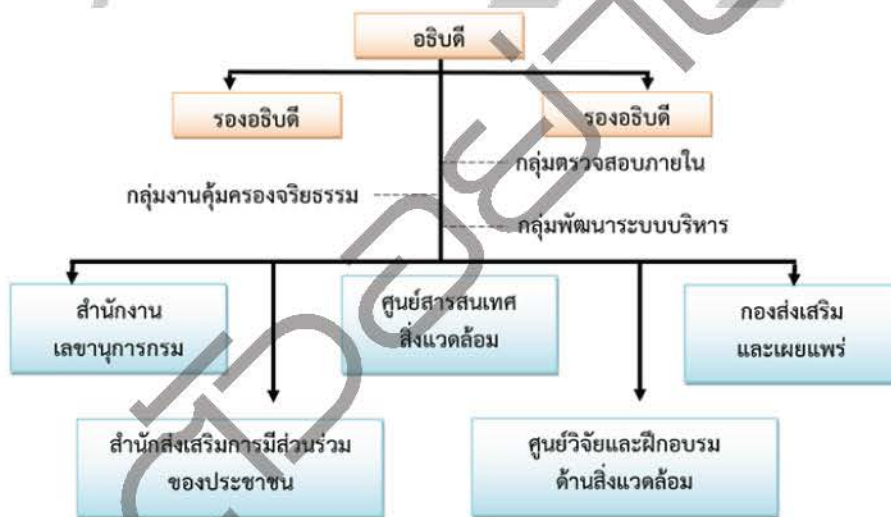 อธิบดี
รองอธิบดี
รองอธิบดี
กลุ่มตรวจสอบภายใน
กลุ่มงานคุ้มครองจริยธรรม
กลุ่มพัฒนาระบบบริหาร
สำนักงาน
เลขานุการกรม
ศูนย์สารสนเทศ
สิ่งแวดล้อม
กองส่งเสริม
และเผยแพร่
สำนักส่งเสริมการมีส่วนร่วม
ของประชาชน
ศูนย์วิจัยและฝึกอบรม
ด้านสิ่งแวดล้อม
ตัวอย่าง